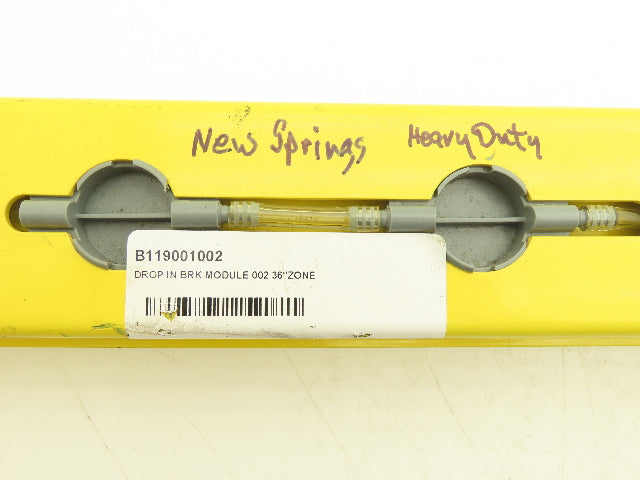 New Springs Heavy Duty
B119001002
DROP IN BRK MODULE 002 36"ZONE